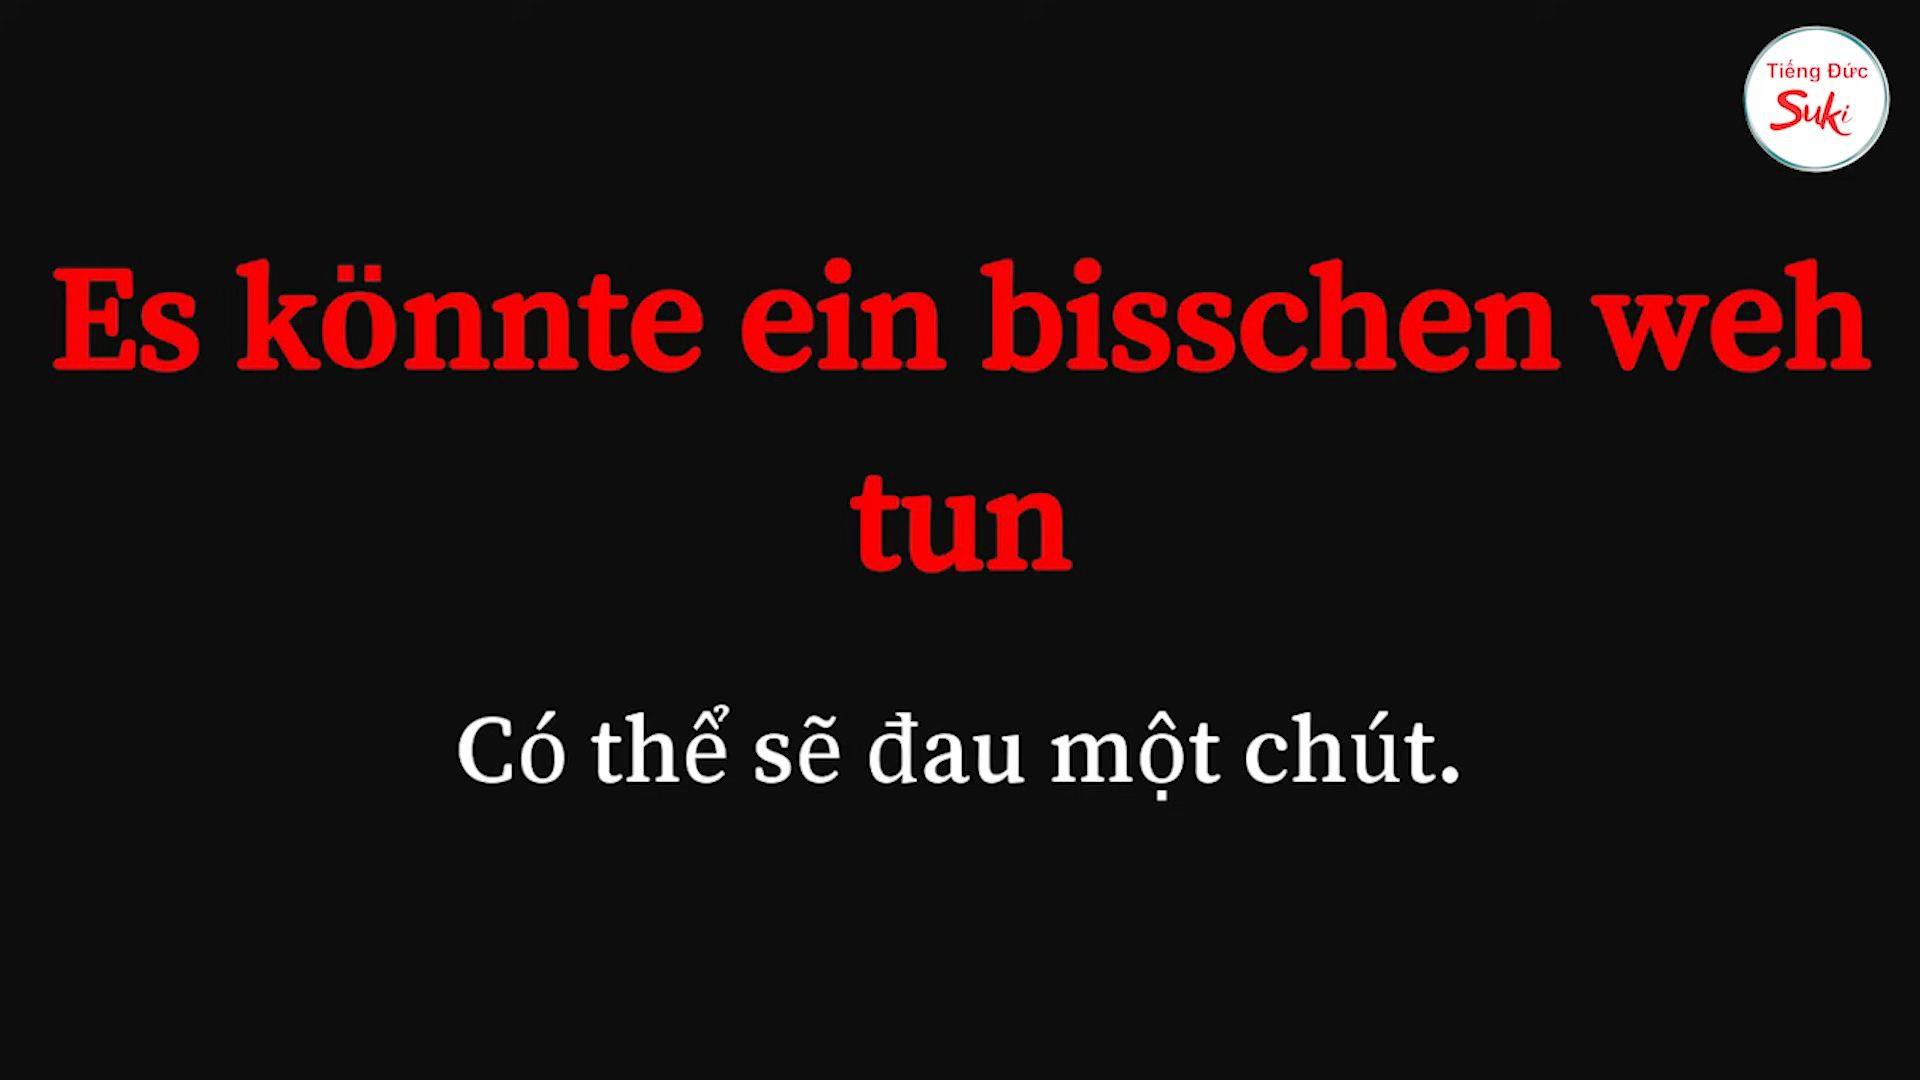 Tiếng Đức
Suki
Es könnte ein bisschen weh
tun
Có thể sẽ đau một chút.